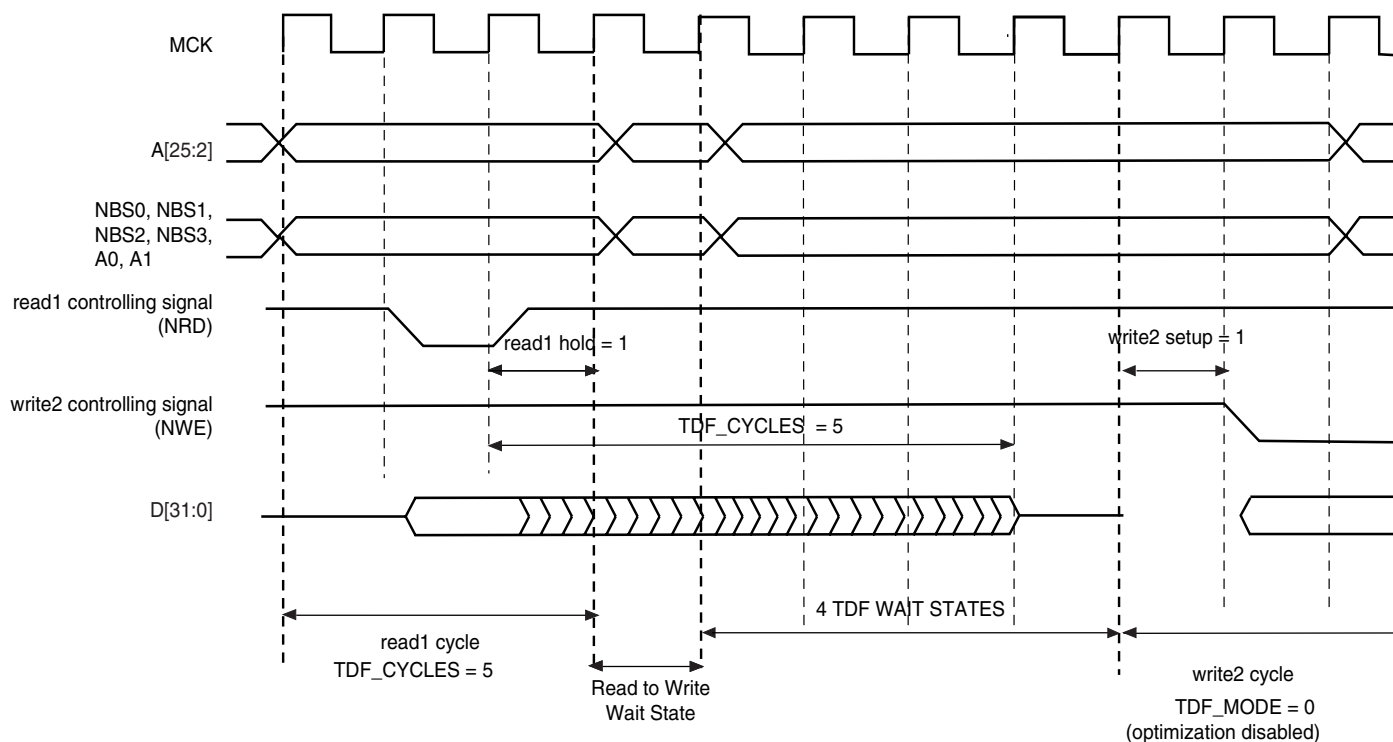 MCK
A[25:2]
NBS0, NBS1,
NBS2, NBS3,
A0, A1
read1 controlling signal
(NRD)
read1 hold = 1
write2 setup = 1
write2 controlling signal
(NWE)
TDF_CYCLES = 5
D[31:0]
4 TDF WAIT STATES
read1 cycle
TDF_CYCLES = 5
Read to Write
Wait State
write2 cycle
TDF_MODE = 0
(optimization disabled)